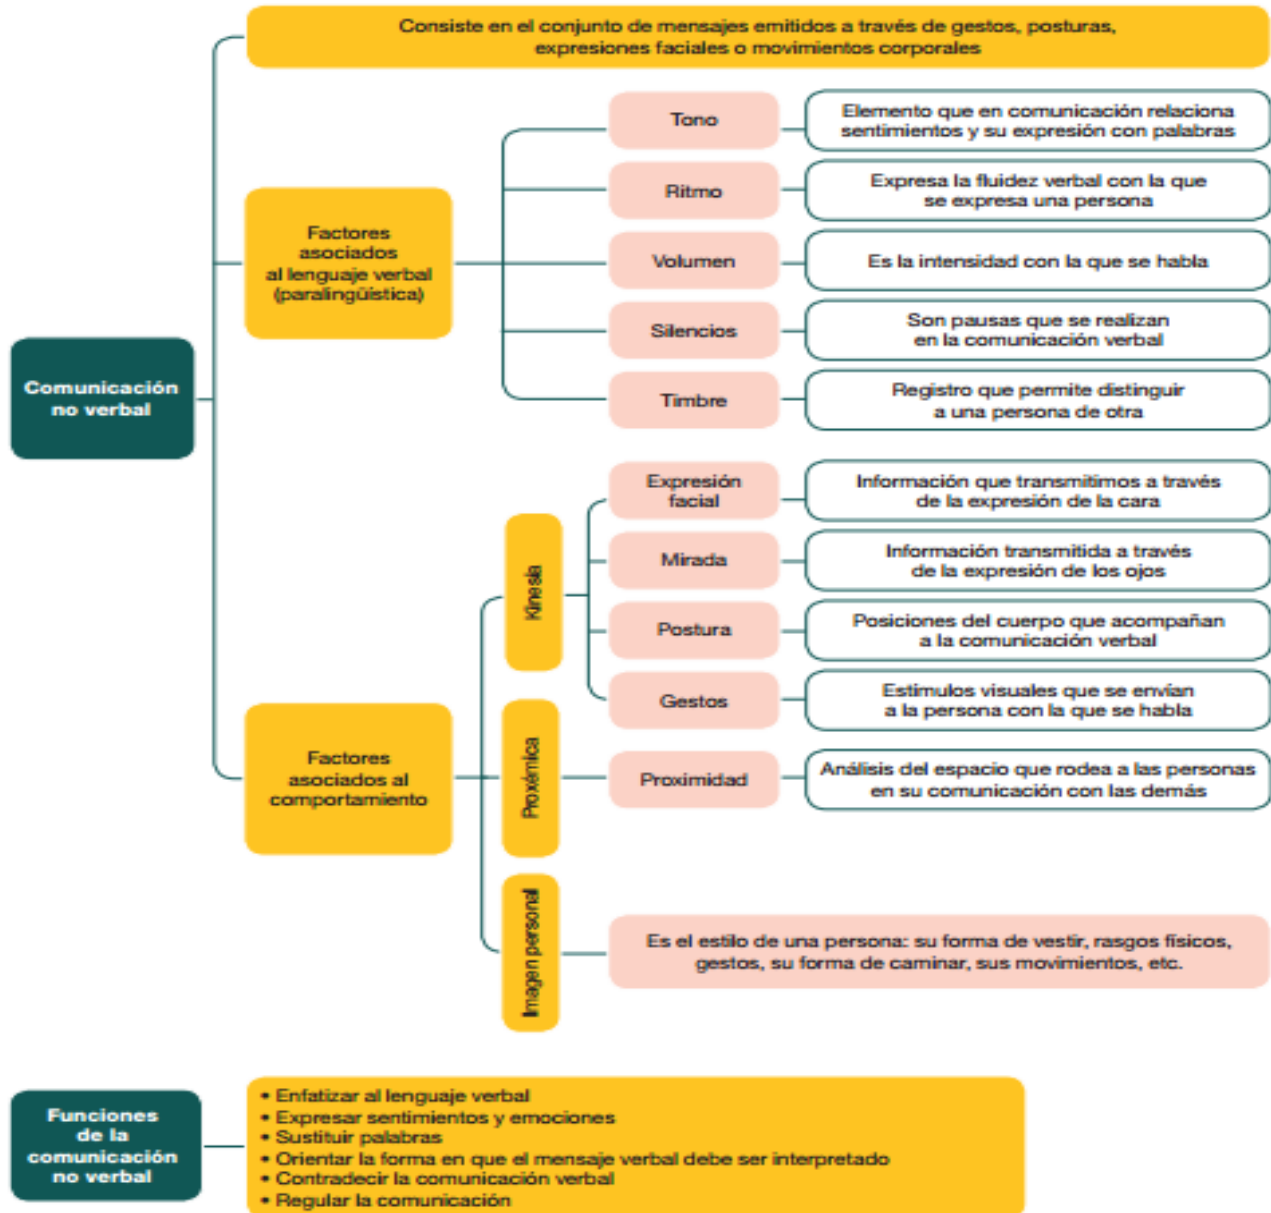 Consiste en el conjunto de mensajes emitidos a través de gestos, posturas,
expresiones faciales o movimientos corporales
Comunicación
no verbal
Factores
asociados
al lenguaje verbal
(paralingüística)
Tono
Elemento que en comunicación relaciona
sentimientos y su expresión con palabras
Ritmo
Expresa la fluidez verbal con la que
se expresa una persona
Volumen
Es la intensidad con la que se habla
Silencios
Son pausas que se realizan
en la comunicación verbal
Timbre
Registro que permite distinguir
a una persona de otra
Factores
asociados al
comportamiento
Kinesia
Expresión
facial
Información que transmitimos a través
de la expresión de la cara
Mirada
Información transmitida a través
de la expresión de los ojos
Postura
Posiciones del cuerpo que acompañan
a la comunicación verbal
Gestos
Estímulos visuales que se envían
a la persona con la que se habla
Proxémica
Proximidad
Análisis del espacio que rodea a las personas
en su comunicación con las demás
Imagen personal
Es el estilo de una persona: su forma de vestir, rasgos físicos,
gestos, su forma de caminar, sus movimientos, etc.
Funciones
de la
comunicación
no verbal
• Enfatizar al lenguaje verbal
• Expresar sentimientos y emociones
• Sustituir palabras
• Orientar la forma en que el mensaje verbal debe ser interpretado
• Contradecir la comunicación verbal
• Regular la comunicación